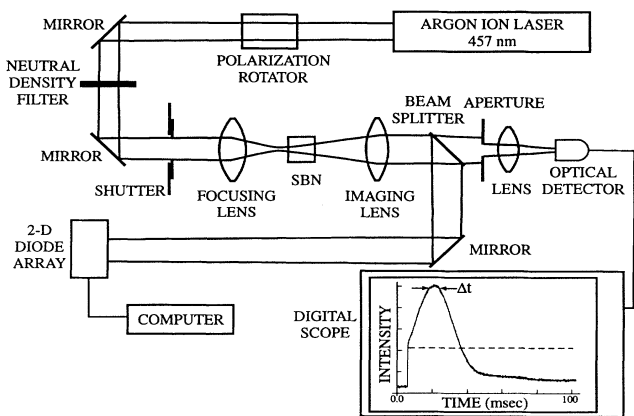 MIRROR
ARGON ION LASER
457 nm
POLARIZATION
ROTATOR
NEUTRAL
DENSITY
FILTER
BEAM
SPLITTER
APERTURE
MIRROR
SHUTTER
FOCUSING
LENS
SBN
IMAGING
LENS
LENS
OPTICAL
DETECTOR
2-D
DIODE
ARRAY
MIRROR
COMPUTER
DIGITAL
SCOPE
INTENSITY
Δt
0.0
100
TIME (msec)